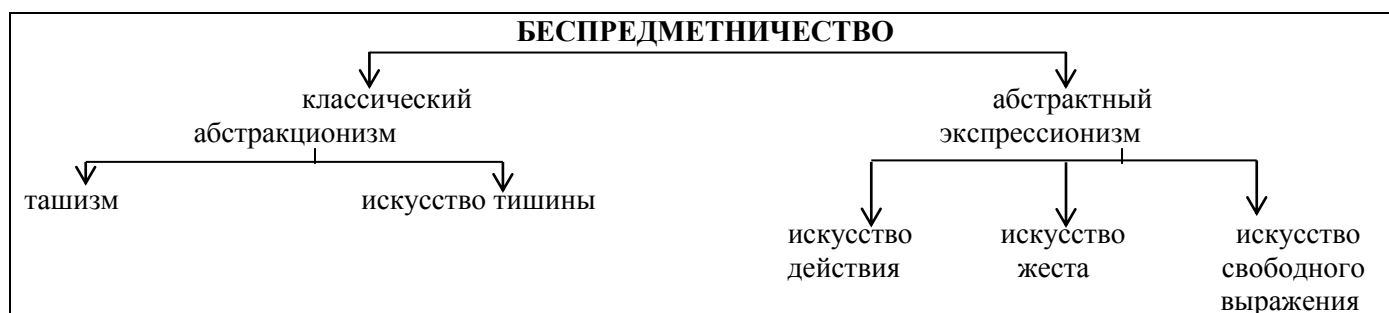 БЕСПРЕДМЕТНИЧЕСТВО
классический
абстракционизм
абстрактный
экспрессионизм
ташизм
искусство тишины
искусство
действия
искусство
жеста
искусство
свободного
выражения